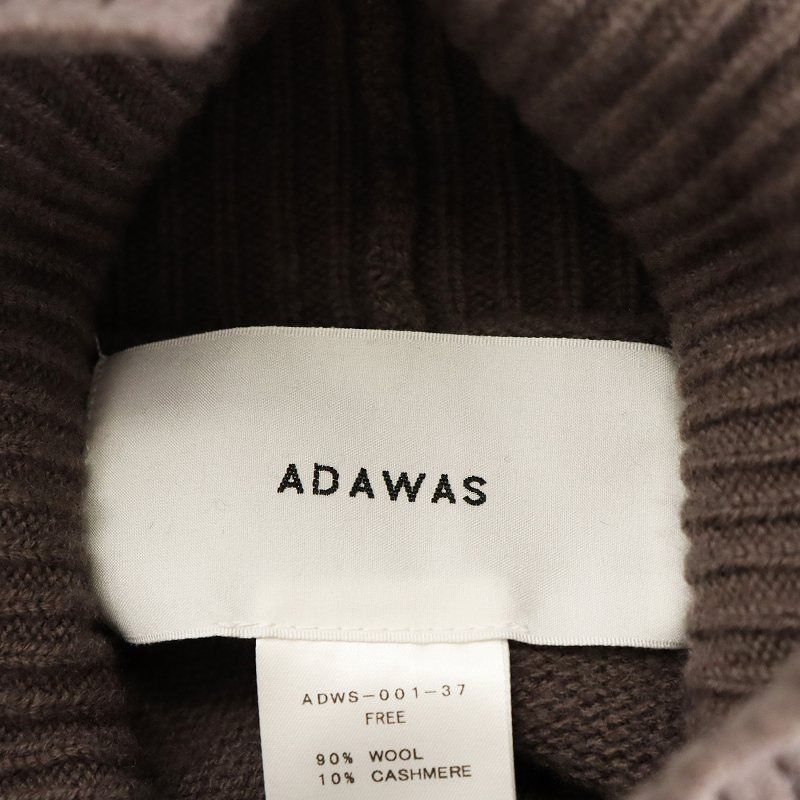 ADAWAS
ADWS-001-37
FREE
90% WOOL
10% CASHMERE